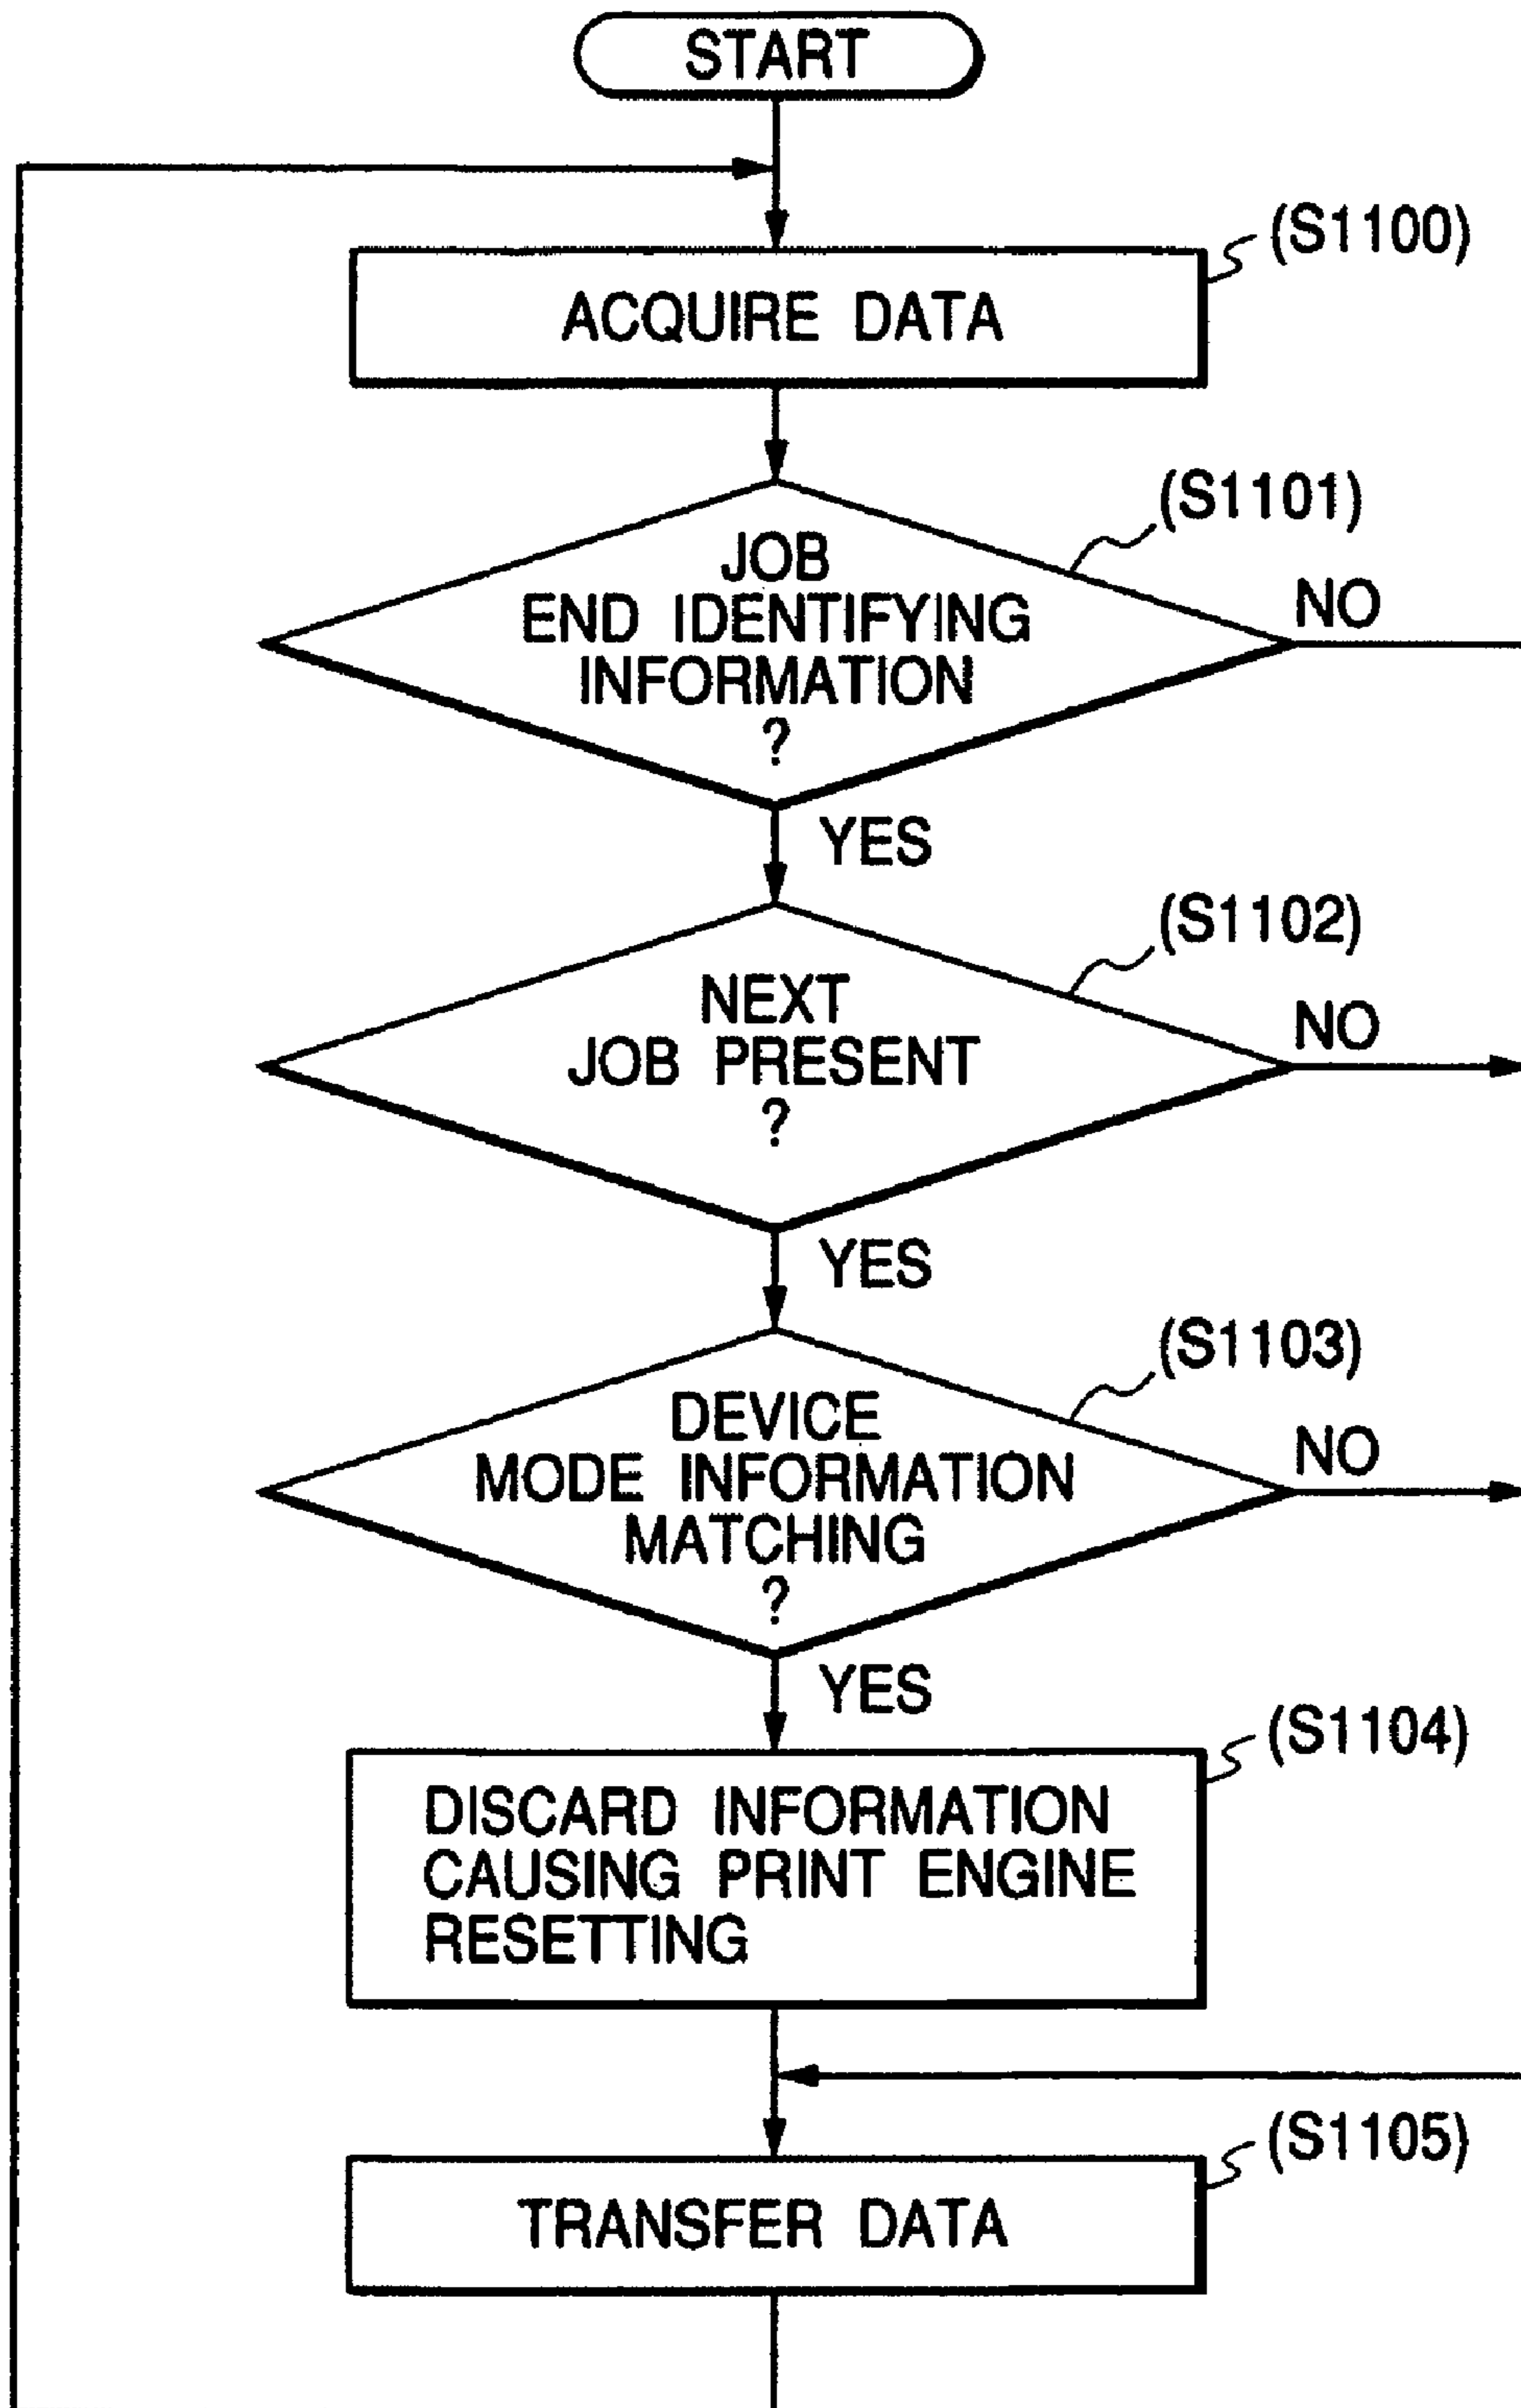 START
(S1100)
ACQUIRE DATA
(S1101)
JOB
END IDENTIFYING
INFORMATION
?
NO
YES
(S1102)
NEXT
JOB PRESENT
?
NO
YES
(S1103)
DEVICE
MODE INFORMATION
MATCHING
?
NO
YES
(S1104)
DISCARD INFORMATION
CAUSING PRINT ENGINE
RESETTING
(S1105)
TRANSFER DATA